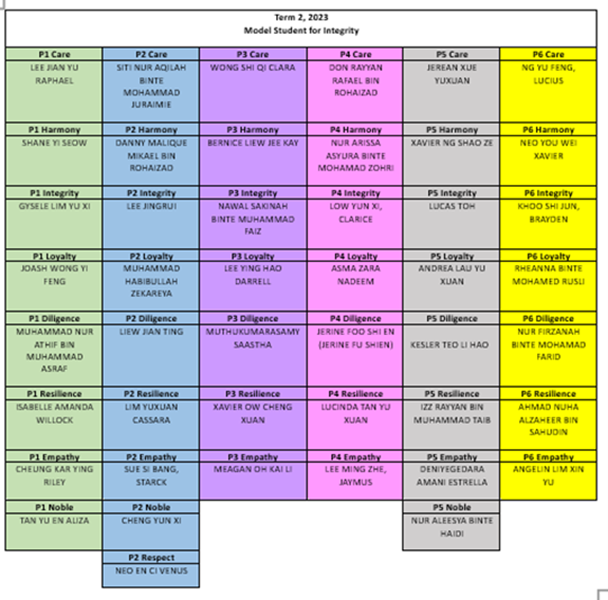 Term 2, 2023
Model Student for Integrity
P1 Care P2 Care P3 Care P4 Care P5 Care P6 Care
LEE JIAN YU SITI NUR AQILAH WONG SHI QI CLARA DON RAYYAN JEREAN XUE NG YU FENG,
RAPHAEL BINTE RAFAEL BIN YUXUAN LUCIUS
MOHAMMAD ROHAIZAD
JURAIMIE
P1 Harmony P2 Harmony P3 Harmony P4 Harmony P5 Harmony P6 Harmony
SHANE YI SEOW DANNY MALIQUE BERNICE LIEW JEE KAY NUR ARISSA XAVIER NG SHAO ZE NEO YOU WEI
MIKAEL BIN ASYURA BINTE XAVIER
ROHAIZAD MOHAMAD ZOHRI
P1 Integrity P2 Integrity P3 Integrity P4 Integrity P5 Integrity P6 Integrity
GYSELE LIM YU XI LEE JINGRUI NAWAL SAKINAH LOW YUN XI, LUCAS TOH KHOO SHI JUN,
BINTE MUHAMMAD CLARICE BRAYDEN
FAIZ
P1 Loyalty P2 Loyalty P3 Loyalty P4 Loyalty P5 Loyalty P6 Loyalty
JOASH WONG YI MUHAMMAD LEE YING HAO ASMA ZARA ANDREA LAU YU RHEANNA BINTE
FENG HABIBULLAH DARRELL NADEEM XUAN MOHAMED RUSLI
ZEKAREYA
P1 Diligence P2 Diligence P3 Diligence P4 Diligence P5 Diligence P6 Diligence
MUHAMMAD NUR LIEW JIAN TING MUTHUKUMARASAMY JERINE FOO SHI EN NUR FIRZANAH
ATHIF BIN SAASTHA (JERINE FU SHIEN) KESLER TEO LI HAO BINTE MOHAMAD
MUHAMMAD FARID
ASRAF
P1 Resilience P2 Resilience P3 Resilience P4 Resilience P5 Resilience P6 Resilience
ISABELLE AMANDA LIM YUXUAN XAVIER OW CHENG LUCINDA TAN YU IZZ RAYYAN BIN AHMAD NUHA
WILLOCK CASSARA XUAN XUAN MUHAMMAD TAIB ALZAHEER BIN
SAHUDIN
P1 Empathy P2 Empathy P3 Empathy P4 Empathy P5 Empathy P6 Empathy
CHEUNG KAR YING SUE SI BANG, MEAGAN OH KAI LI LEE MING ZHE, DENIYEGEDARA ANGELIN LIM XIN
RILEY STARCK JAYMUS AMANI ESTRELLA YU
P1 Noble P2 Noble P5 Noble
TAN YU EN ALIZA CHENG YUN XI NUR ALEESYA BINTE
HAIDI
P2 Respect
NEO EN CI VENUS